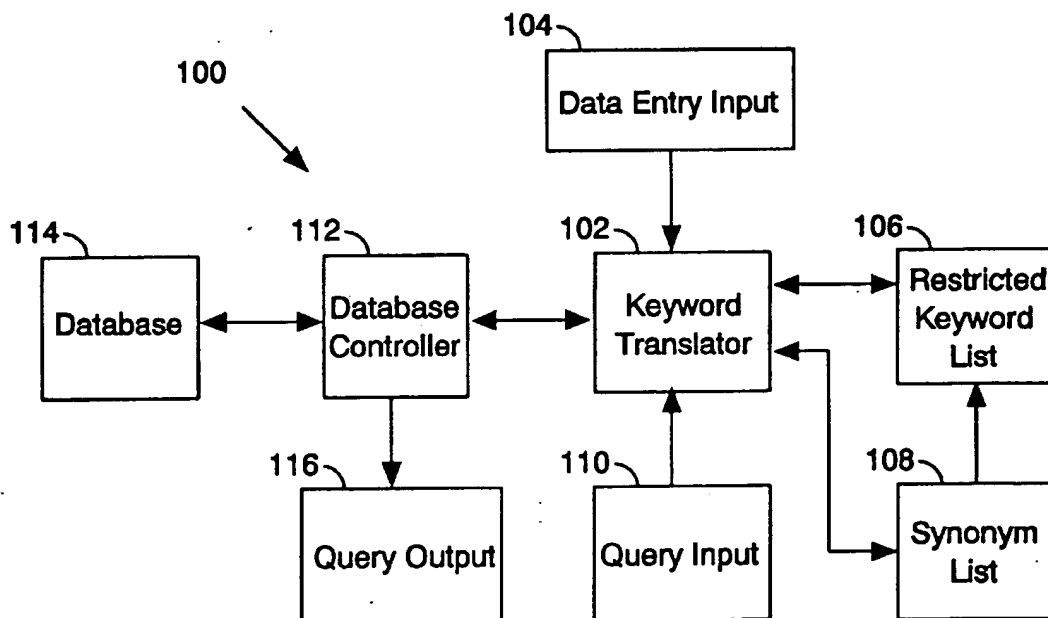 104
100
Data Entry Input
114
112
102
106
Database
Database
Controller
Keyword
Translator
Restricted
Keyword
List
116
110
108
Query Output
Query Input
Synonym
List